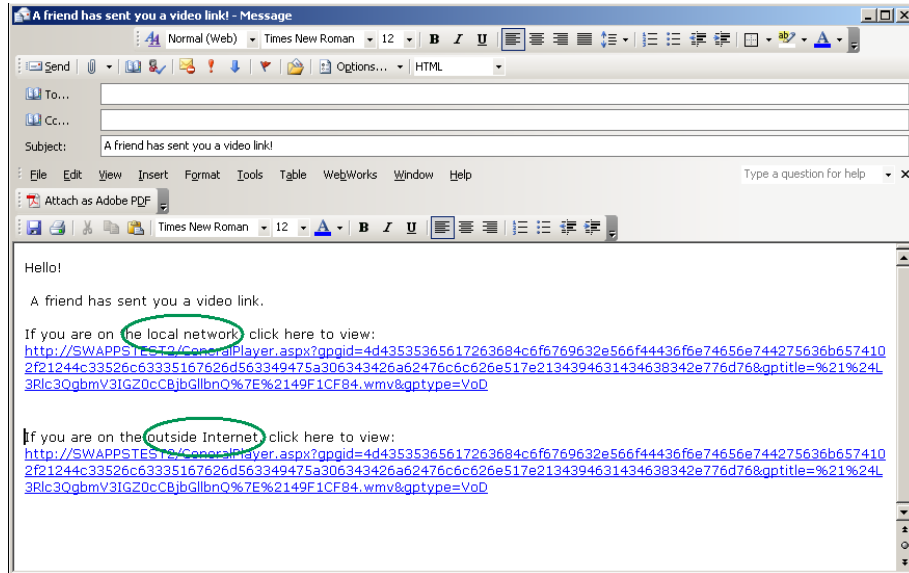 A friend has sent you a video link! - Message
Normal (Web) Times New Roman 12 B I U
Send Options... HTML
To...
Cc...
Subject: A friend has sent you a video link!
File Edit View Insert Format Tools Table WebWorks Window Help Type a question for help
Attach as Adobe PDF
Times New Roman 12 A B I U
Hello!
A friend has sent you a video link.
If you are on the local network, click here to view:
http://SWAPPSTEST2/ConeralPlayer.aspx?gpgid=4d43535365617263684c6f6769632e566f44436f6e74656e744275636b657410
2f21244c33526c63335167626d563349475a306343426a62476c6c626e517e2134394631434638342e776d76&gptitle=%21%24L
3Rlc3QgbmV3IGZ0cCBjbGllbnQ%7E%2149F1CF84.wmv&gptype=VoD
If you are on the outside Internet, click here to view:
http://SWAPPSTEST2/ConeralPlayer.aspx?gpgid=4d43535365617263684c6f6769632e566f44436f6e74656e744275636b657410
2f21244c33526c63335167626d563349475a306343426a62476c6c626e517e2134394631434638342e776d76&gptitle=%21%24L
3Rlc3QgbmV3IGZ0cCBjbGllbnQ%7E%2149F1CF84.wmv&gptype=VoD